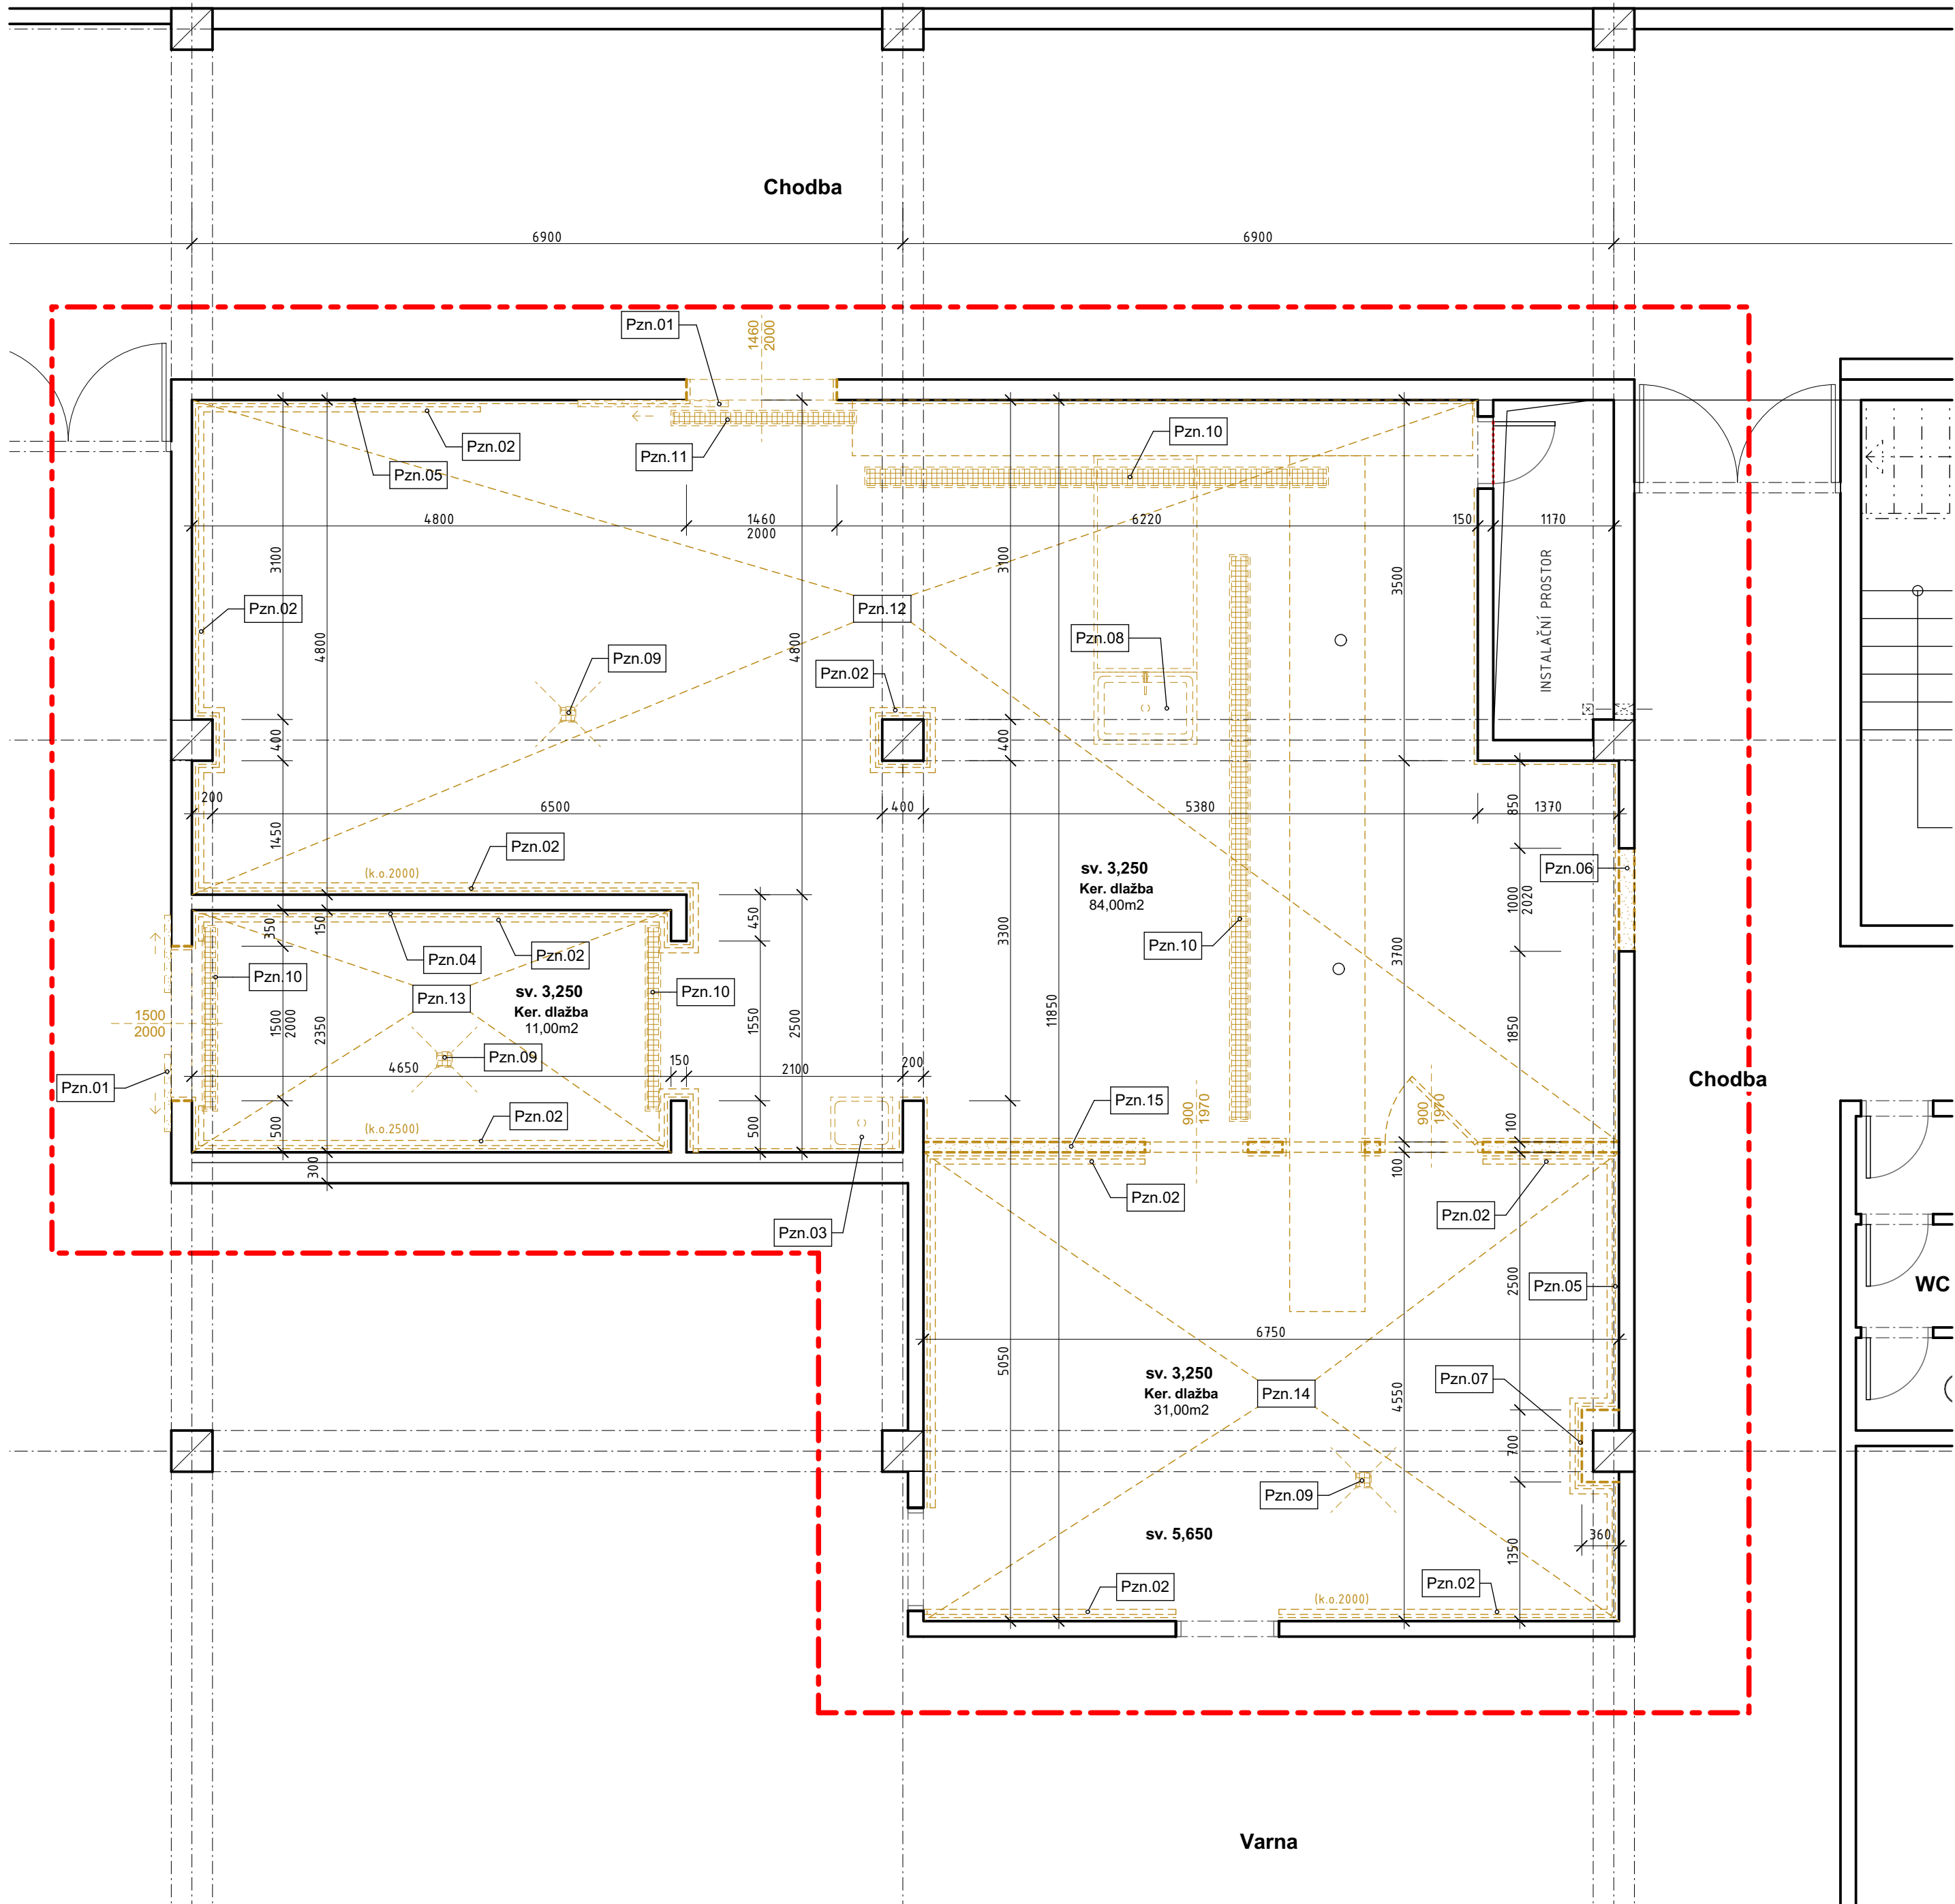 Chodba
6900
6900
Pzn.01
1460
2000
Pzn.02
Pzn.05
Pzn.11
Pzn.10
4800
1460
2000
6220
150
1170
3100
3100
3500
INSTALAČNÍ PROSTOR
Pzn.02
Pzn.12
4800
4800
Pzn.09
Pzn.02
Pzn.08
400
400
200
6500
400
5380
1370
850
1450
Pzn.02
(k.o.2000)
sv. 3,250
Ker. dlažba
84,00m2
Pzn.06
1000
2020
350
150
450
3300
Pzn.04
Pzn.02
Pzn.10
Pzn.10
3700
Pzn.13
sv. 3,250
Ker. dlažba
11,00m2
Pzn.10
1500
2000
1500
2000
2350
1550
2500
11850
1850
Pzn.09
4650
150
2100
200
Pzn.01
Chodba
Pzn.15
900
1970
900
1970
Pzn.02
(k.o.2500)
500
500
100
300
100
Pzn.02
Pzn.02
Pzn.03
2500
Pzn.05
WC
6750
5050
sv. 3,250
Ker. dlažba
31,00m2
Pzn.14
Pzn.07
4550
700
Pzn.09
sv. 5,650
360
1350
Pzn.02
(k.o.2000)
Pzn.02
Varna